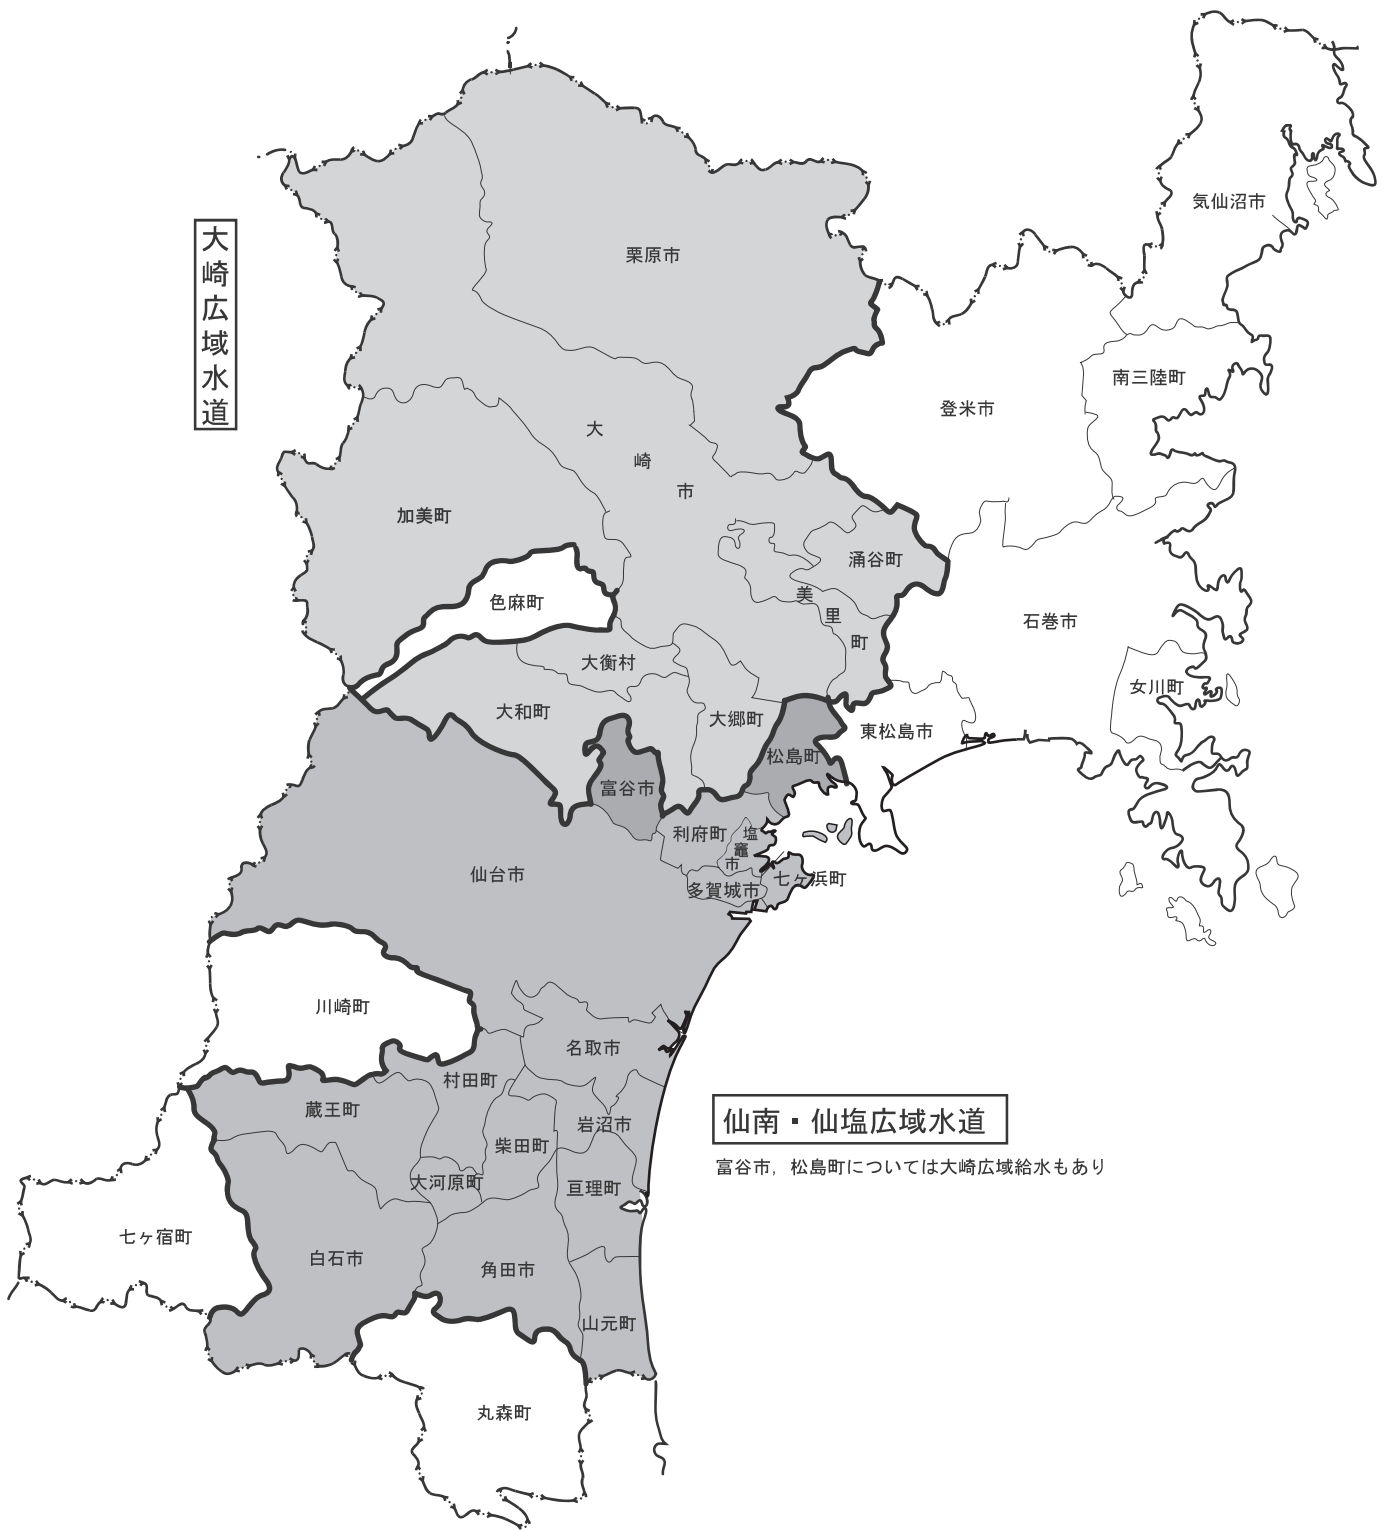 気仙沼市
大崎広域水道
栗原市
南三陸町
登米市
大崎市
加美町
涌谷町
色麻町
美里町
石巻市
大衡村
女川町
大和町
大郷町
東松島市
松島町
富谷市
利府町
塩竈市
仙台市
七ヶ浜町
多賀城市
川崎町
名取市
村田町
蔵王町
仙南・仙塩広域水道
岩沼市
柴田町
富谷市，松島町については大崎広域給水もあり
大河原町
亘理町
七ヶ宿町
白石市
角田市
山元町
丸森町